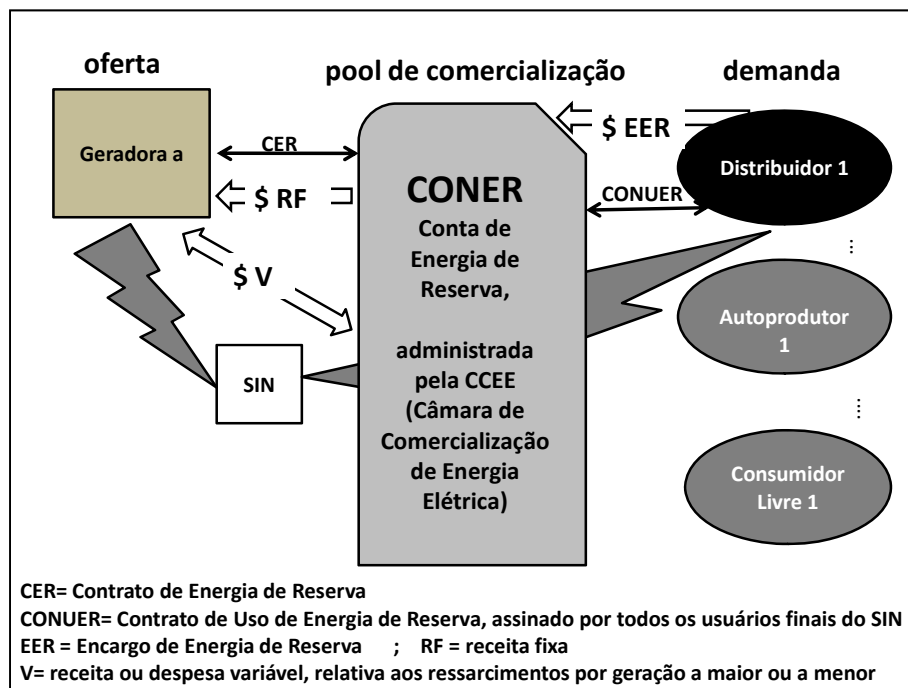 oferta
pool de comercialização
demanda
Geradora a
CER
$ RF
$ V
SIN
CONER
Conta de
Energia de
Reserva,
administrada
pela CCEE
(Câmara de
Comercialização
de Energia
Elétrica)
$ EER
CONUER
Distribuidor 1
...
Autoprodutor
1
....
Consumidor
Livre 1
CER= Contrato de Energia de Reserva
CONUER= Contrato de Uso de Energia de Reserva, assinado por todos os usuários finais do SIN
EER = Encargo de Energia de Reserva ; RF = receita fixa
V= receita ou despesa variável, relativa aos ressarcimentos por geração a maior ou a menor